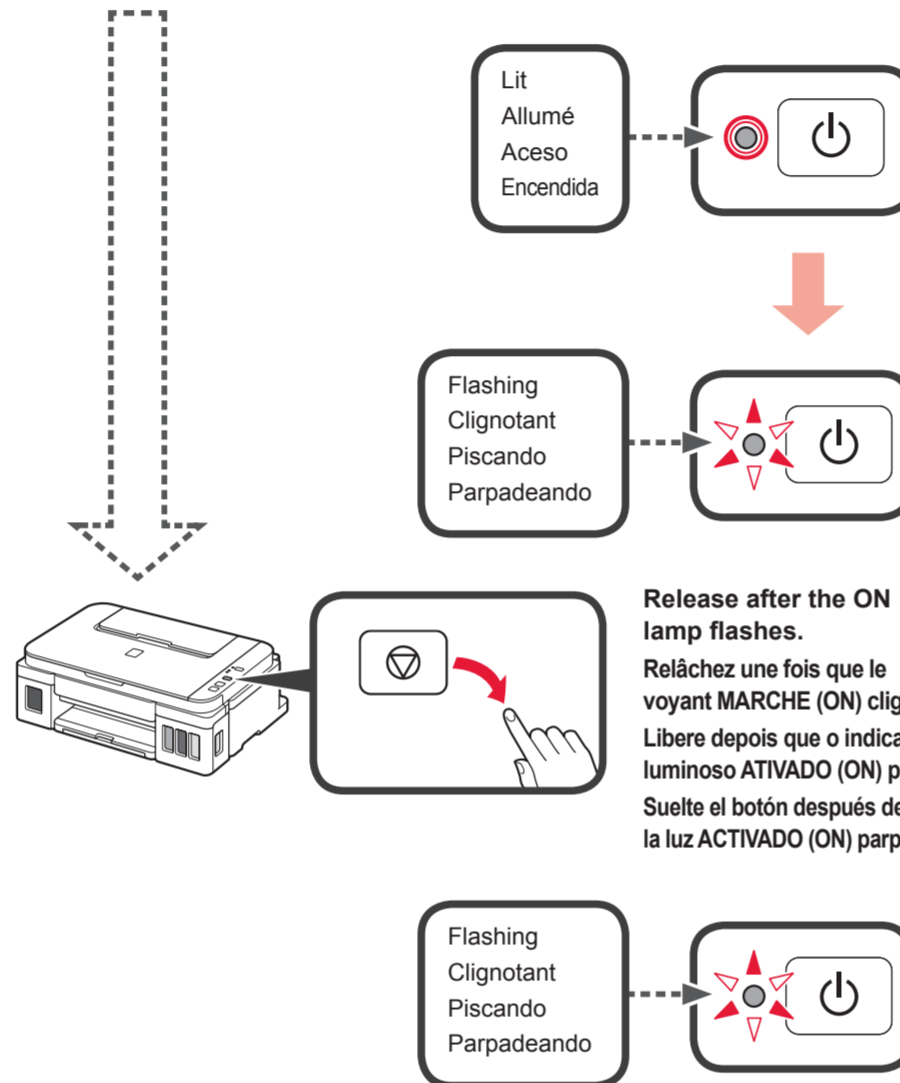 Lit
Allumé
Aceso
Encendida
Flashing
Clignotant
Piscando
Parpadeando
Release after the ON
lamp flashes.
Relâchez une fois que le
voyant MARCHE (ON)
Libere depois que o
luminoso ATIVADO (ON)
Suelte el botón después
la luz ACTIVADO (ON)
Flashing
Clignotant
Piscando
Parpadeando